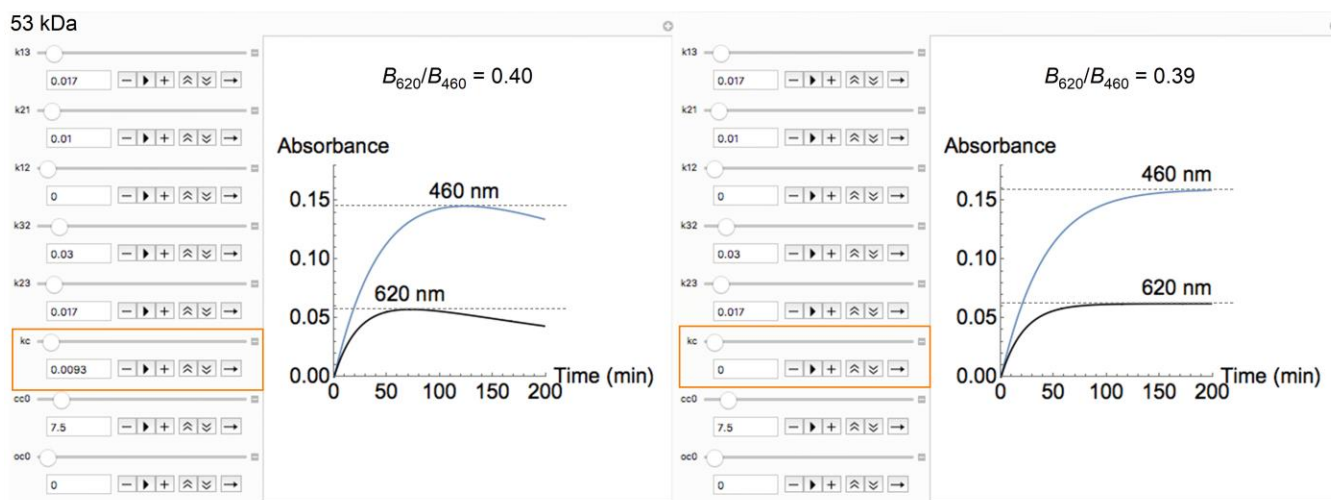 53 kDa
k13
0.017
k21
0.01
k12
0
k32
0.03
k23
0.017
kc
0.0093
cc0
7.5
oc0
0
B620/B460 = 0.40
Absorbance
460 nm
620 nm
0.15
0.10
0.05
0.00
0 50 100 150 200
Time (min)
k13
0.017
k21
0.01
k12
0
k32
0.03
k23
0.017
kc
0
cc0
7.5
oc0
0
B620/B460 = 0.39
Absorbance
460 nm
620 nm
0.15
0.10
0.05
0.00
0 50 100 150 200
Time (min)